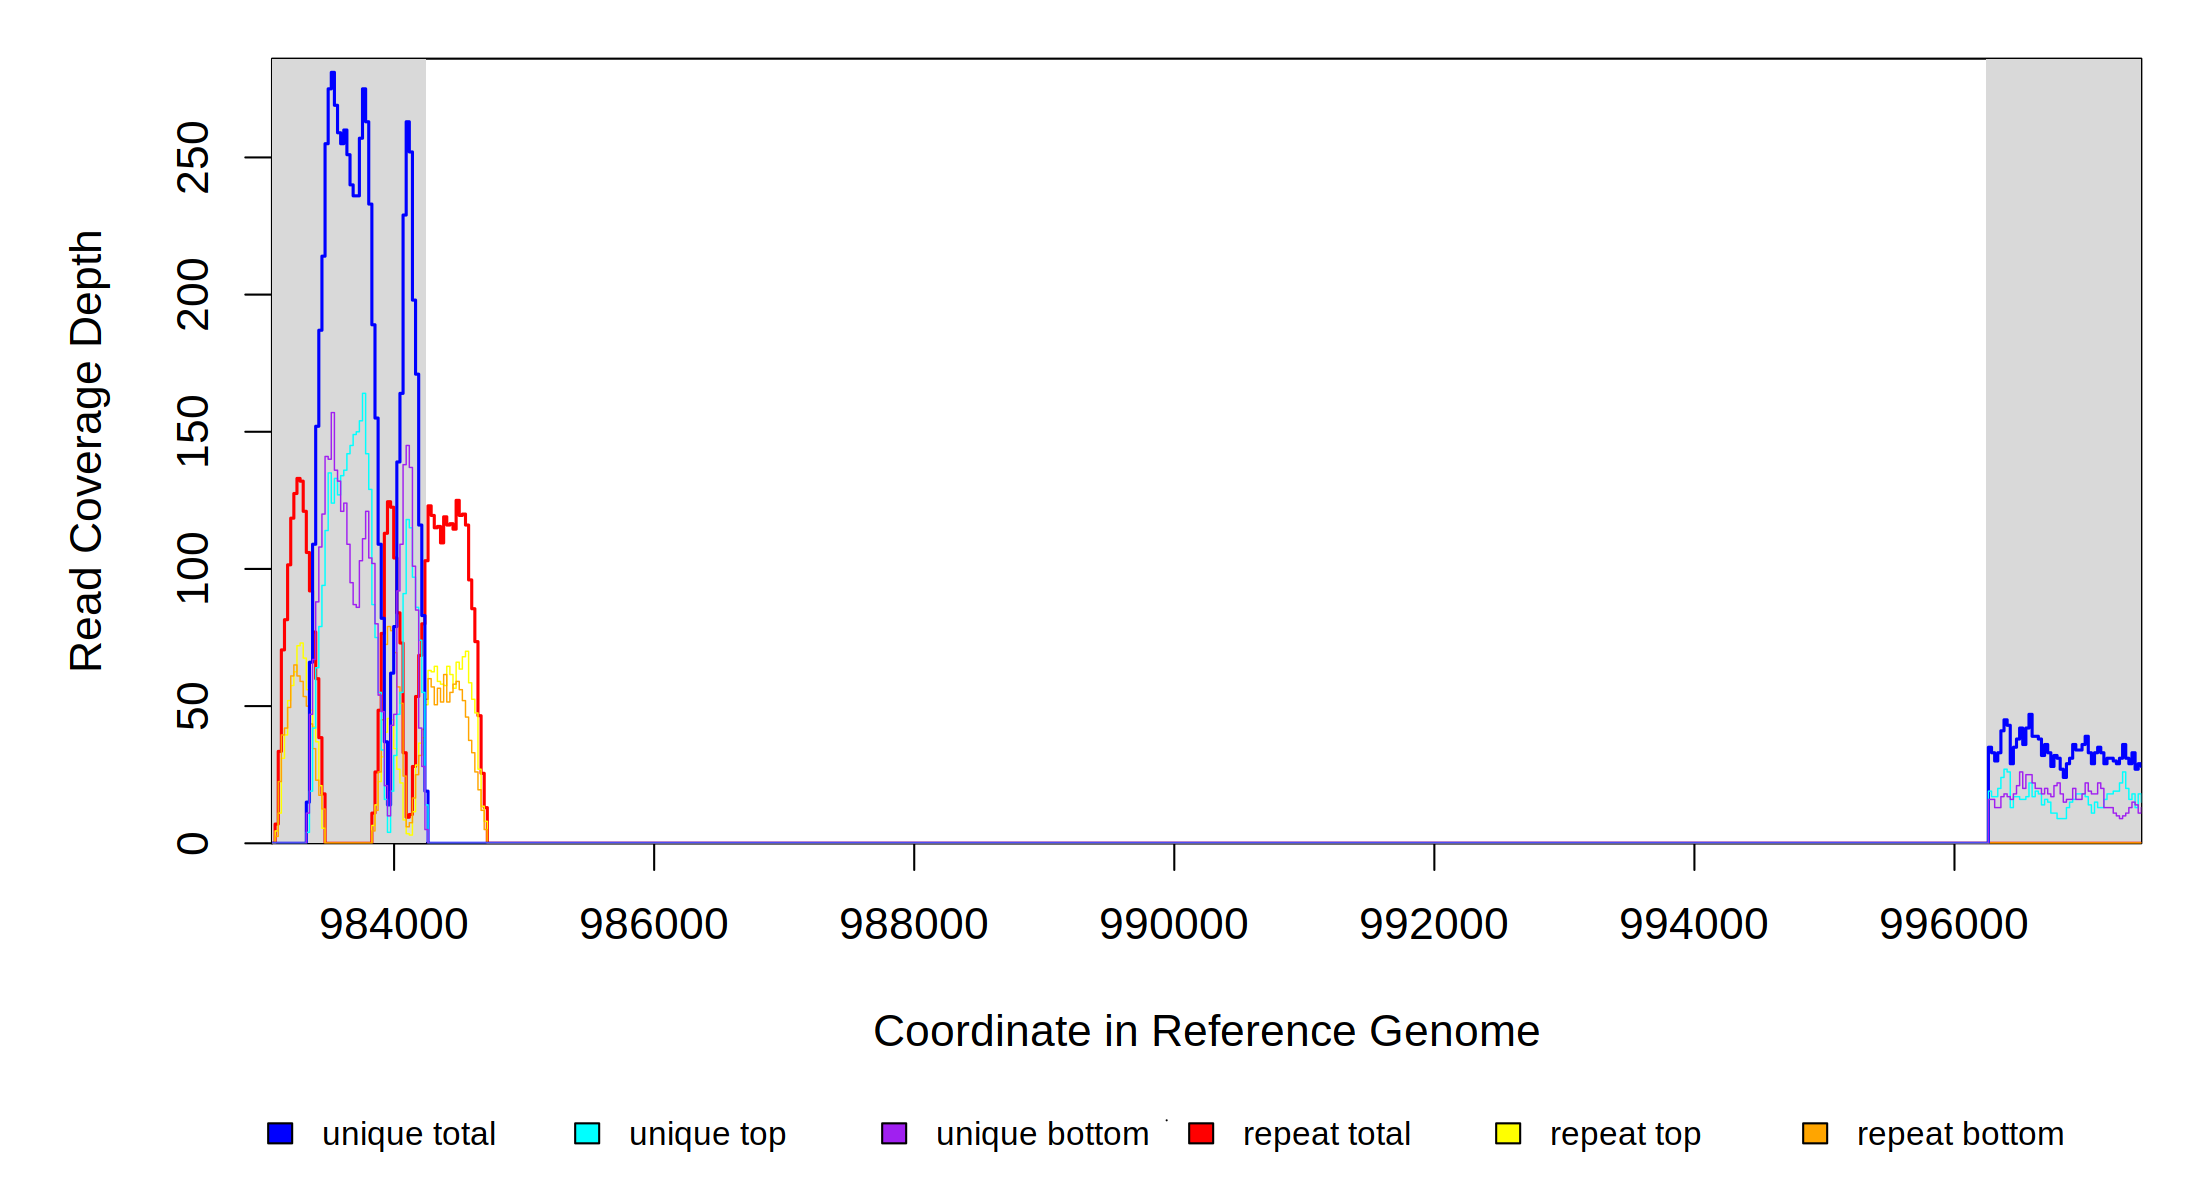 Read Coverage Depth
250
200
150
100
50
0
984000 986000 988000 990000 992000 994000 996000
Coordinate in Reference Genome
unique total unique top unique bottom repeat total repeat top repeat bottom